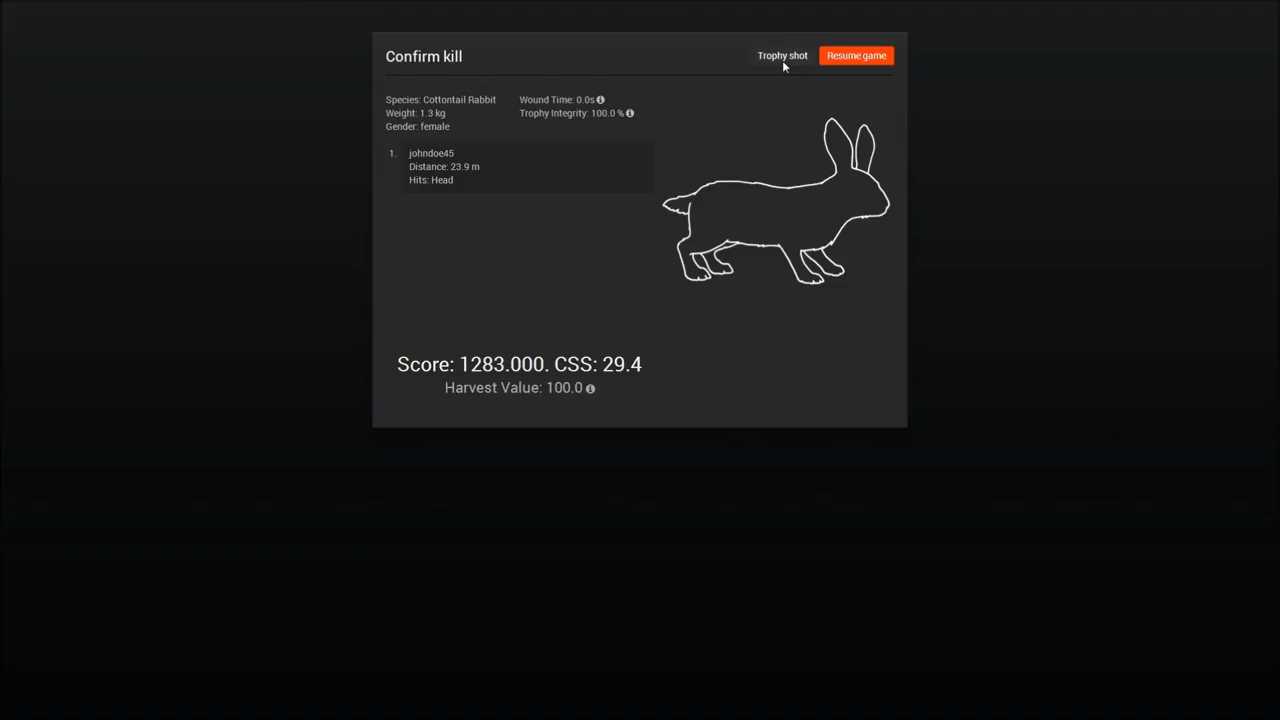 Confirm kill
Trophy shot
Resume game
Species: Cottontail Rabbit
Weight: 1.3 kg
Gender: female
Wound Time: 0.0s
Trophy Integrity: 100.0 %
1. johndoe45
Distance: 23.9 m
Hits: Head
Score: 1283.000. CSS: 29.4
Harvest Value: 100.0